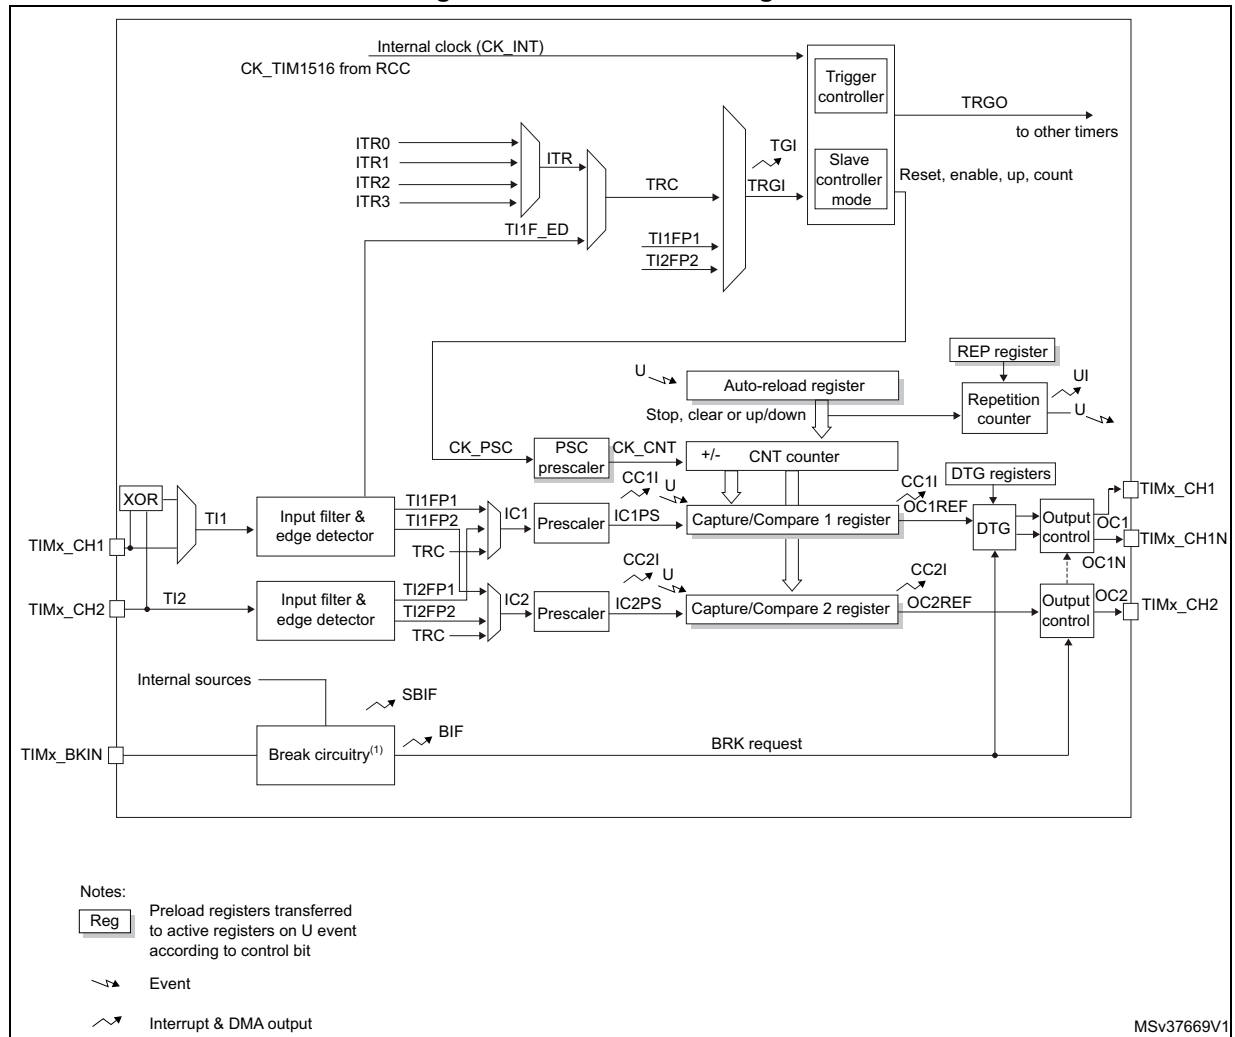 Internal clock (CK_INT)
CK_TIM1516 from RCC
Trigger
controller
TRGO
to other timers
ITR0
ITR1
ITR2
ITR3
ITR
TGI
TRC
TRGI
Slave
controller
mode
Reset, enable, up, count
TI1F_ED
TI1FP1
TI2FP2
REP register
U
Auto-reload register
Repetition
counter
UI
U
Stop, clear or up/down
CK_PSC
PSC
prescaler
CK_CNT
+/- CNT counter
DTG registers
XOR
TI1
Input filter &
edge detector
TI1FP1
TI1FP2
TRC
IC1
Prescaler
IC1PS
CC1I
U
Capture/Compare 1 register
CC1I
OC1REF
DTG
Output
control
OC1
OC1N
TIMx_CH1
TIMx_CH1N
TIMx_CH1
TIMx_CH2
TI2
Input filter &
edge detector
TI2FP1
TI2FP2
TRC
IC2
Prescaler
IC2PS
CC2I
U
Capture/Compare 2 register
CC2I
OC2REF
Output
control
OC2
TIMx_CH2
Internal sources
SBIF
TIMx_BKIN
Break circuitry(1)
BIF
BRK request
Notes:
Reg
Preload registers transferred
to active registers on U event
according to control bit
Event
Interrupt & DMA output
MSv37669V1